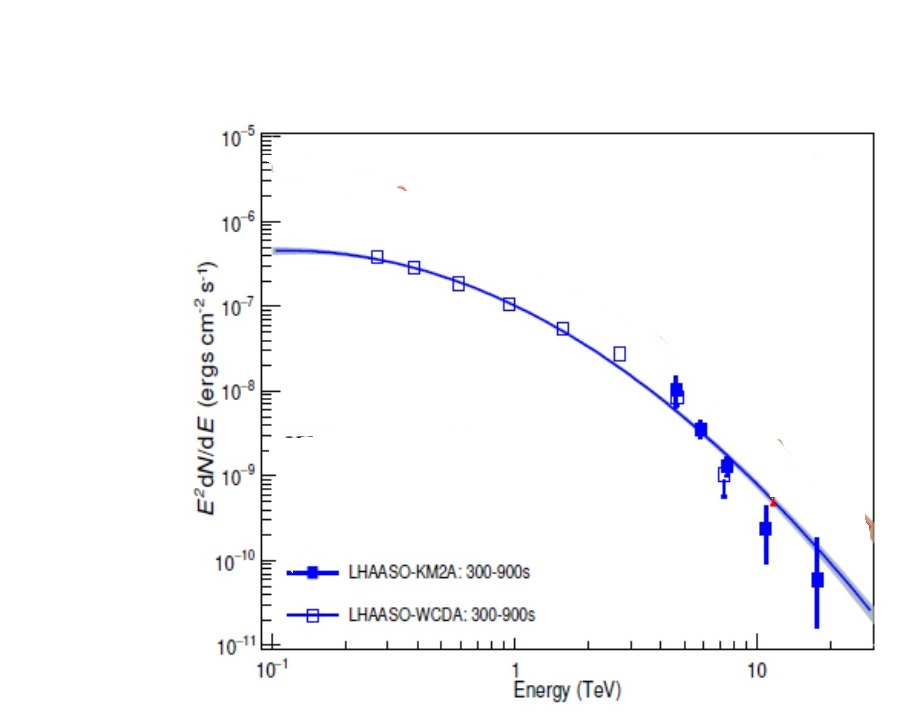 10⁻⁵
10⁻⁶
10⁻⁷
10⁻⁸
10⁻⁹
10⁻¹⁰
10⁻¹¹
E²dN/dE (ergs cm⁻² s⁻¹)
LHAASO-KM2A: 300-900s
LHAASO-WCDA: 300-900s
10⁻¹ 1 10
Energy (TeV)